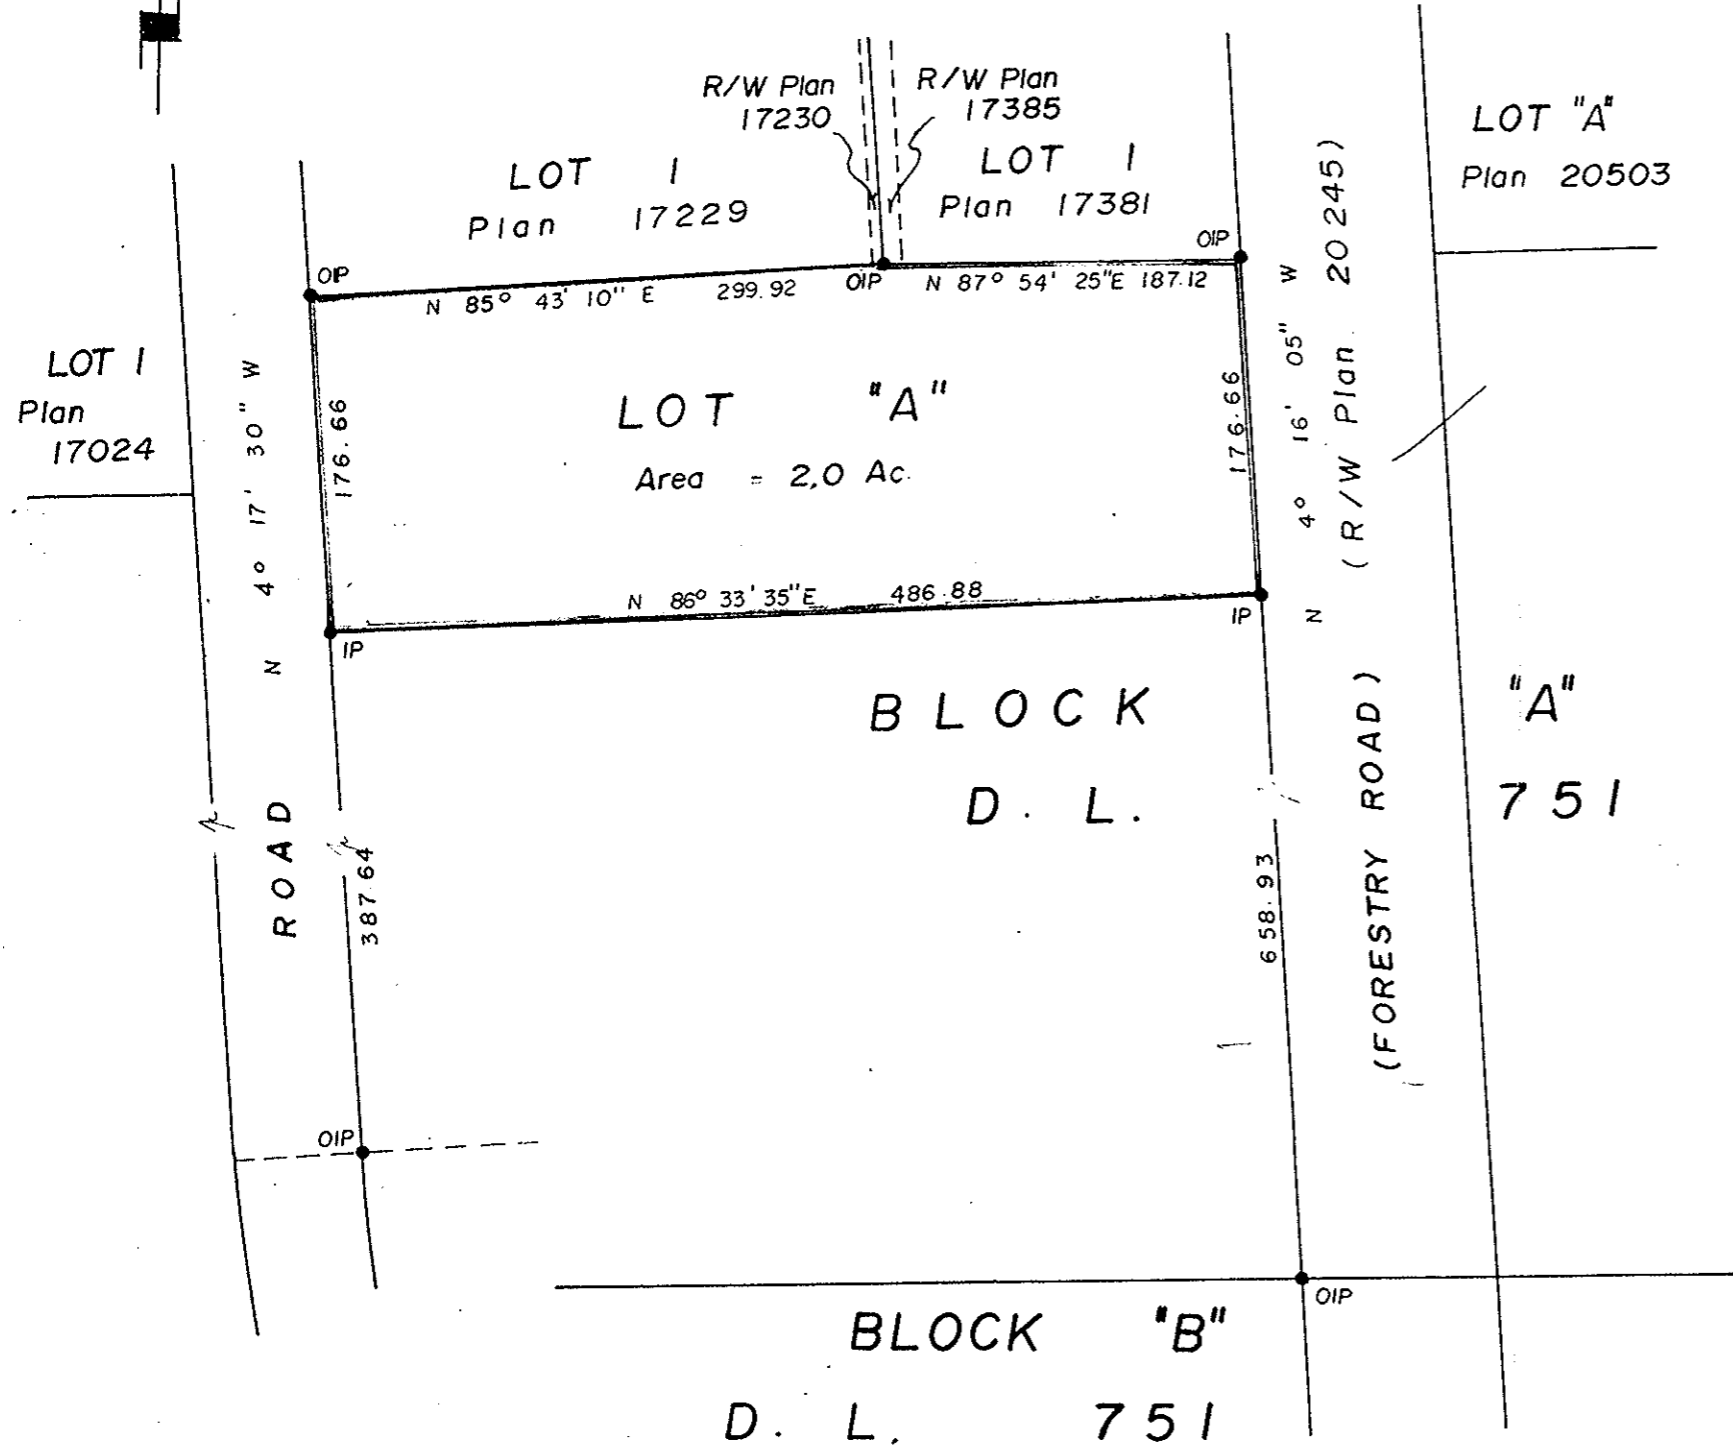 R/W Plan
17230
R/W Plan
17385
LOT "A"
Plan 20503
LOT 1
Plan 17229
LOT 1
Plan 17381
OIP
OIP
OIP
N 85° 43' 10" E 299.92
N 87° 54' 25"E 187.12
LOT 1
Plan
17024
N 4° 17' 30" W
176.66
LOT "A"
Area = 2,0 Ac.
176.66
N 4° 16' 05" W
(R/W Plan 20245)
N 86° 33' 35"E 486.88
IP
IP
BLOCK "A"
D. L. 751
ROAD
387.64
658.93
(FORESTRY ROAD)
OIP
OIP
BLOCK "B"
D. L. 751